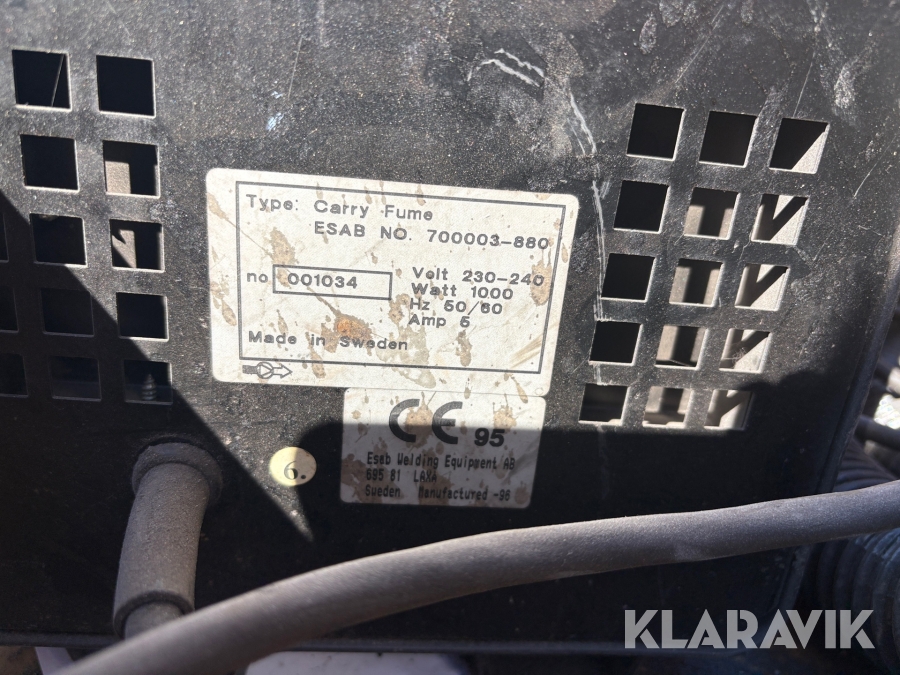 Type: Carry Fume
ESAB NO. 700003-880
no 001034
Volt 230-240
Watt 1000
Hz 50/60
Amp 5
Made in Sweden
CE 95
Esab Welding Equipment AB
695 81 LAXA
Sweden Manufactured -96
6.
KLARAVIK